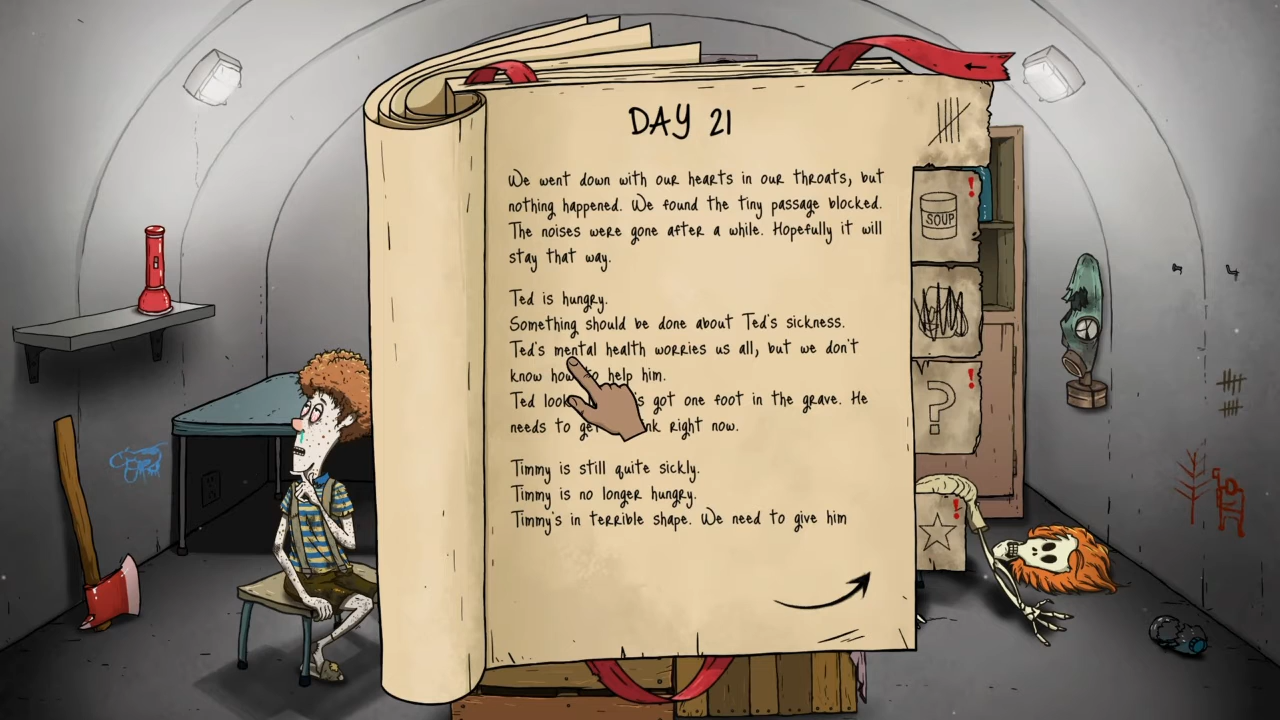 DAY 21
We went down with our hearts in our throats, but
nothing happened. We found the tiny passage blocked.
The noises were gone after a while. Hopefully it will
stay that way.
Ted is hungry.
Something should be done about Ted's sickness.
Ted's mental health worries us all, but we don't
know how to help him.
Ted got one foot in the grave. He
needs to right now.
Timmy is still quite sickly.
Timmy is no longer hungry.
Timmy's in terrible shape. We need to give him
!
SOUP
!
?
!